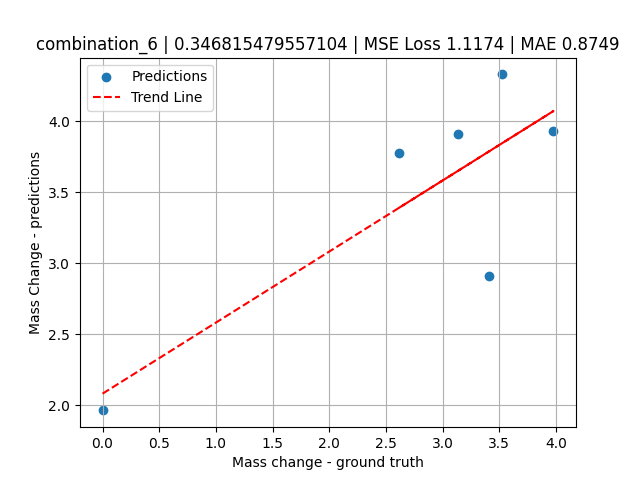 combination_6 | 0.346815479557104 | MSE Loss 1.1174 | MAE 0.8749
Predictions
Trend Line
Mass Change - predictions
4.0
3.5
3.0
2.5
2.0
0.0 0.5 1.0 1.5 2.0 2.5 3.0 3.5 4.0
Mass change - ground truth